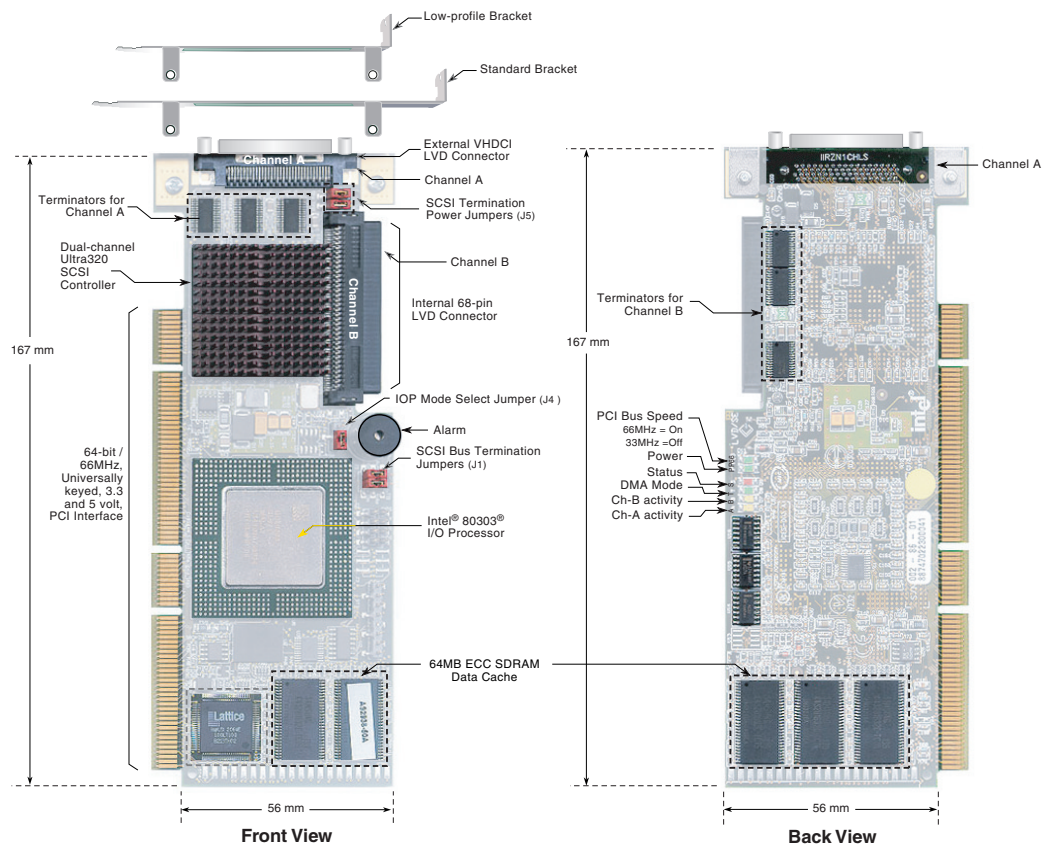 Low-profile Bracket
Standard Bracket
External VHDCI
LVD Connector
Channel A
Channel A
SCSI Termination
Power Jumpers (J5)
Terminators for
Channel A
Dual-channel
Ultra320
SCSI
Controller
Channel B
Channel B
Internal 68-pin
LVD Connector
167 mm
IOP Mode Select Jumper (J4 )
Alarm
SCSI Bus Termination
Jumpers (J1)
64-bit /
66MHz,
Universally
keyed, 3.3
and 5 volt,
PCI Interface
Intel® 80303®
I/O Processor
64MB ECC SDRAM
Data Cache
Lattice
A92936-00A
56 mm
Front View
IIRZN1CHLS
Channel A
Terminators for
Channel B
167 mm
PCI Bus Speed
66MHz = On
33MHz =Off
Power
Status
DMA Mode
Ch-B activity
Ch-A activity
intel
56 mm
Back View